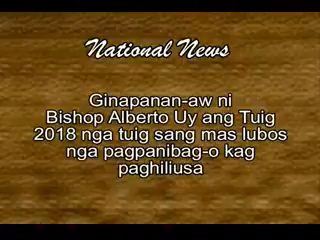 National News
Ginapanan-aw ni
Bishop Alberto Uy ang Tuig
2018 nga tuig sang mas lubos
nga pagpanibag-o kag
paghiliusa